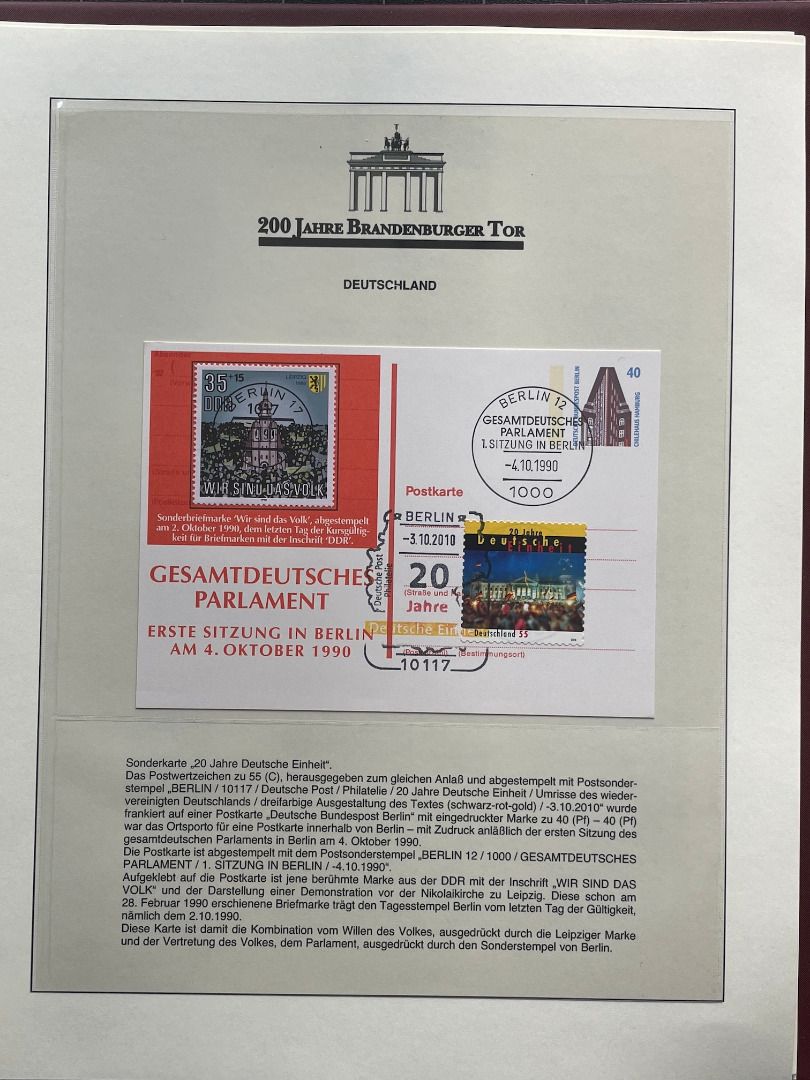 200 JAHRE BRANDENBURGER TOR
DEUTSCHLAND
Absender
35+15
DDR
LEIPZIG
BERLIN 17
1017
WIR SIND DAS VOLK
Sonderbriefmarke 'Wir sind das Volk', abgestempelt
am 2. Oktober 1990, dem letzten Tag der Kursgültig-
keit für Briefmarken mit der Inschrift 'DDR'.
GESAMTDEUTSCHES
PARLAMENT
ERSTE SITZUNG IN BERLIN
AM 4. OKTOBER 1990
40
DEUTSCHE BUNDESPOST BERLIN
CHILEHAUS HAMBURG
BERLIN 12
GESAMTDEUTSCHES
PARLAMENT
1. SITZUNG IN BERLIN
-4.10.1990
1000
Postkarte
BERLIN
-3.10.2010
Deutsche Post
Philatelie
20
(Straße und
Jahre
Deutsche Einheit
(Bestimmungsort)
10117
20 Jahre
Deutsche
Einheit
Deutschland 55
Sonderkarte „20 Jahre Deutsche Einheit".
Das Postwertzeichen zu 55 (C), herausgegeben zum gleichen Anlaß und abgestempelt mit Postsonder-
stempel „BERLIN / 10117 / Deutsche Post / Philatelie / 20 Jahre Deutsche Einheit / Umrisse des wieder-
vereinigten Deutschlands / dreifarbige Ausgestaltung des Textes (schwarz-rot-gold) / -3.10.2010" wurde
frankiert auf einer Postkarte „Deutsche Bundespost Berlin" mit eingedruckter Marke zu 40 (Pf) – 40 (Pf)
war das Ortsporto für eine Postkarte innerhalb von Berlin – mit Zudruck anläßlich der ersten Sitzung des
gesamtdeutschen Parlaments in Berlin am 4. Oktober 1990.
Die Postkarte ist abgestempelt mit dem Postsonderstempel „BERLIN 12 / 1000 / GESAMTDEUTSCHES
PARLAMENT / 1. SITZUNG IN BERLIN / -4.10.1990".
Aufgeklebt auf die Postkarte ist jene berühmte Marke aus der DDR mit der Inschrift „WIR SIND DAS
VOLK" und der Darstellung einer Demonstration vor der Nikolaikirche zu Leipzig. Diese schon am
28. Februar 1990 erschienene Briefmarke trägt den Tagesstempel Berlin vom letzten Tag der Gültigkeit,
nämlich dem 2.10.1990.
Diese Karte ist damit die Kombination vom Willen des Volkes, ausgedrückt durch die Leipziger Marke
und der Vertretung des Volkes, dem Parlament, ausgedrückt durch den Sonderstempel von Berlin.